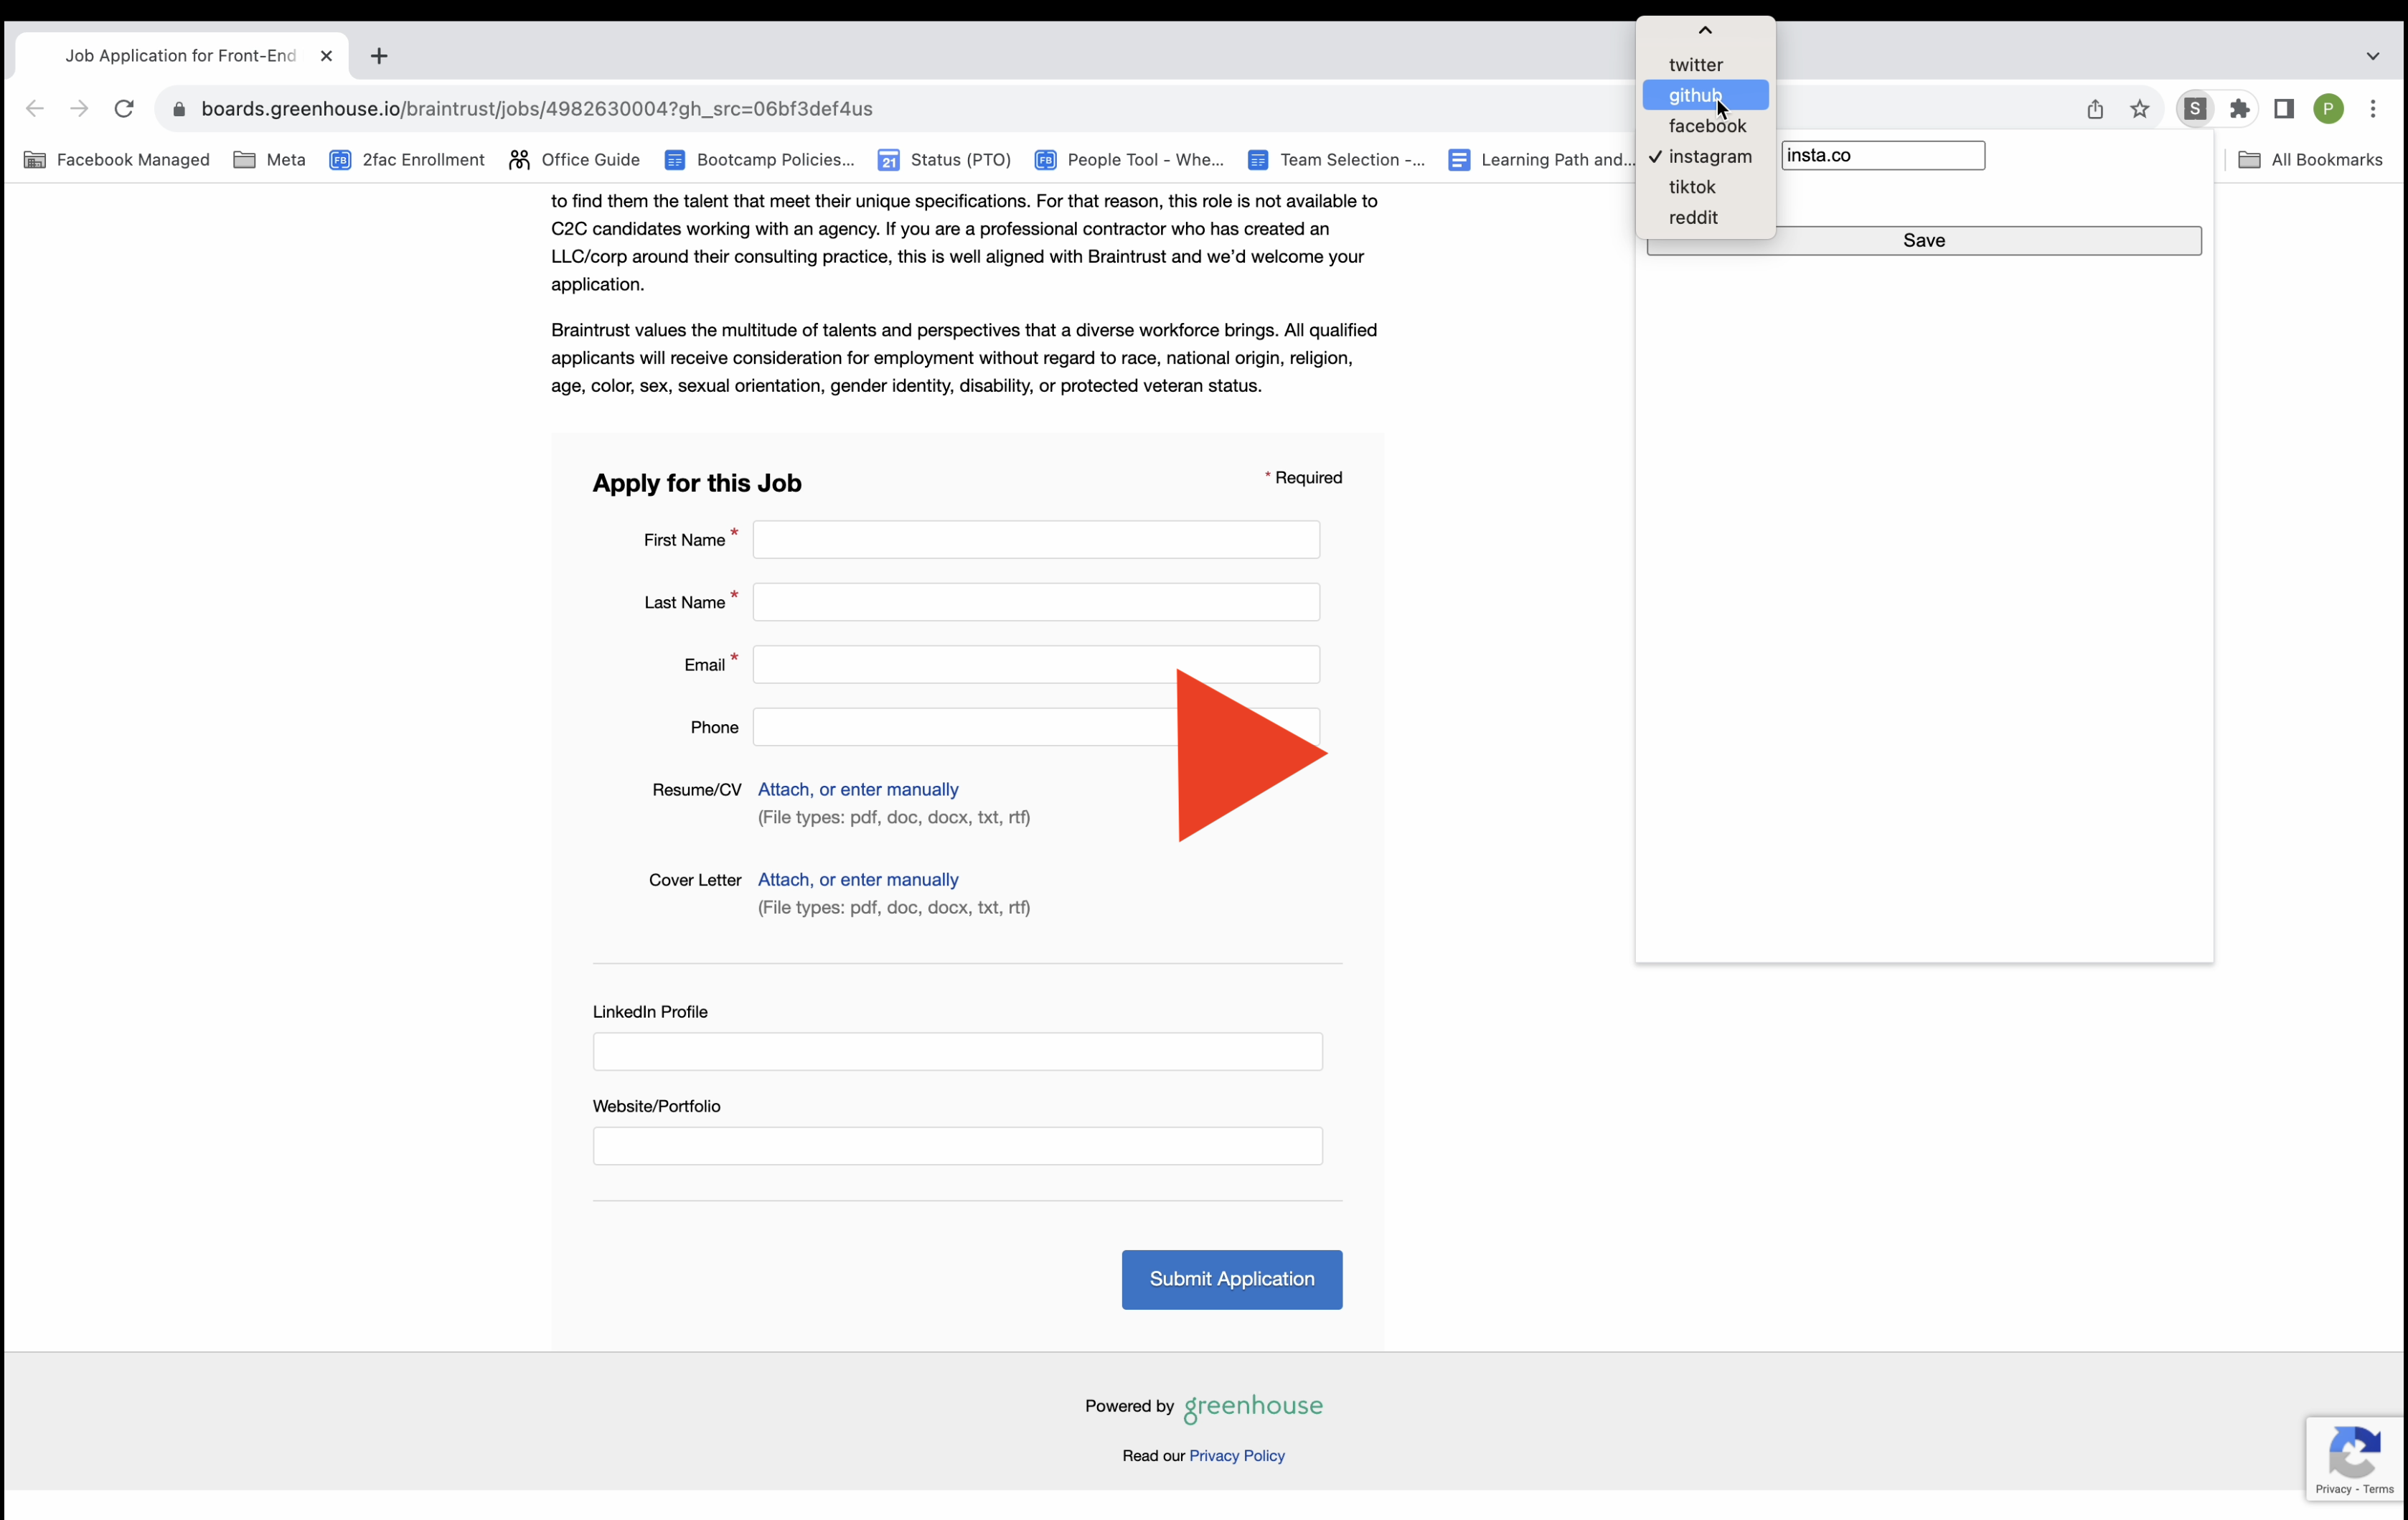 Job Application for Front-End
boards.greenhouse.io/braintrust/jobs/4982630004?gh_src=06bf3def4us
S
P
Facebook Managed
Meta
2fac Enrollment
Office Guide
Bootcamp Policies...
21
Status (PTO)
People Tool - Whe...
Team Selection -...
Learning Path and...
All Bookmarks
twitter
github
facebook
✓ instagram
tiktok
reddit
insta.co
Save
to find them the talent that meet their unique specifications. For that reason, this role is not available to
C2C candidates working with an agency. If you are a professional contractor who has created an
LLC/corp around their consulting practice, this is well aligned with Braintrust and we’d welcome your
application.
Braintrust values the multitude of talents and perspectives that a diverse workforce brings. All qualified
applicants will receive consideration for employment without regard to race, national origin, religion,
age, color, sex, sexual orientation, gender identity, disability, or protected veteran status.
Apply for this Job
* Required
First Name *
Last Name *
Email *
Phone
Resume/CV Attach, or enter manually
(File types: pdf, doc, docx, txt, rtf)
Cover Letter Attach, or enter manually
(File types: pdf, doc, docx, txt, rtf)
LinkedIn Profile
Website/Portfolio
Submit Application
Powered by greenhouse
Read our Privacy Policy
Privacy - Terms